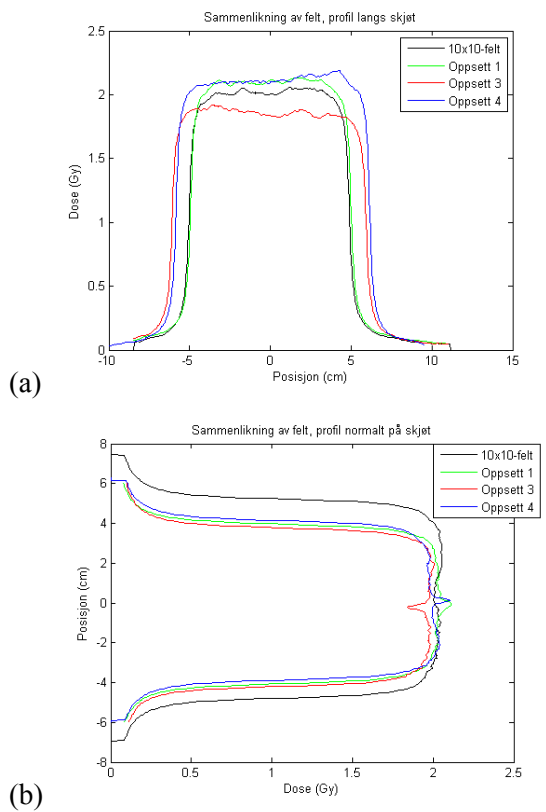 Sammenlikning av felt, profil langs skjøt
2.5
2
1.5
1
0.5
0
Dose (Gy)
10x10-felt
Oppsett 1
Oppsett 3
Oppsett 4
-10 -5 0 5 10 15
Posisjon (cm)
(a)
Sammenlikning av felt, profil normalt på skjøt
8
6
4
2
0
-2
-4
-6
-8
Posisjon (cm)
10x10-felt
Oppsett 1
Oppsett 3
Oppsett 4
0 0.5 1 1.5 2 2.5
Dose (Gy)
(b)